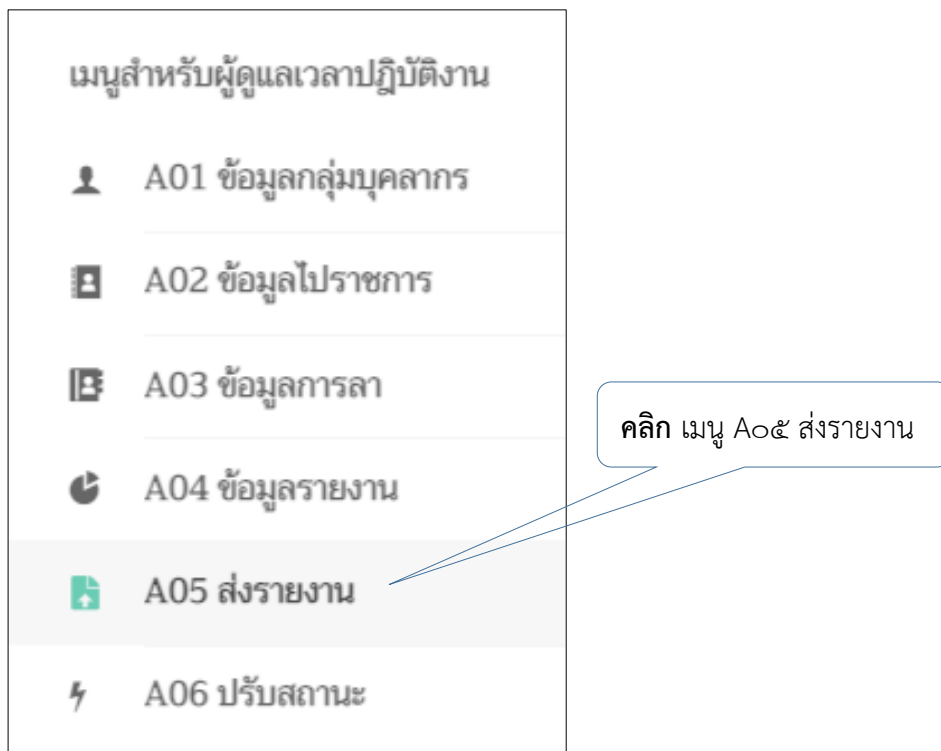 เมนูสำหรับผู้ดูแลเวลาปฎิบัติงาน
A01 ข้อมูลกลุ่มบุคลากร
A02 ข้อมูลไปราชการ
A03 ข้อมูลการลา
A04 ข้อมูลรายงาน
คลิก เมนู A๐๕ ส่งรายงาน
A05 ส่งรายงาน
A06 ปรับสถานะ